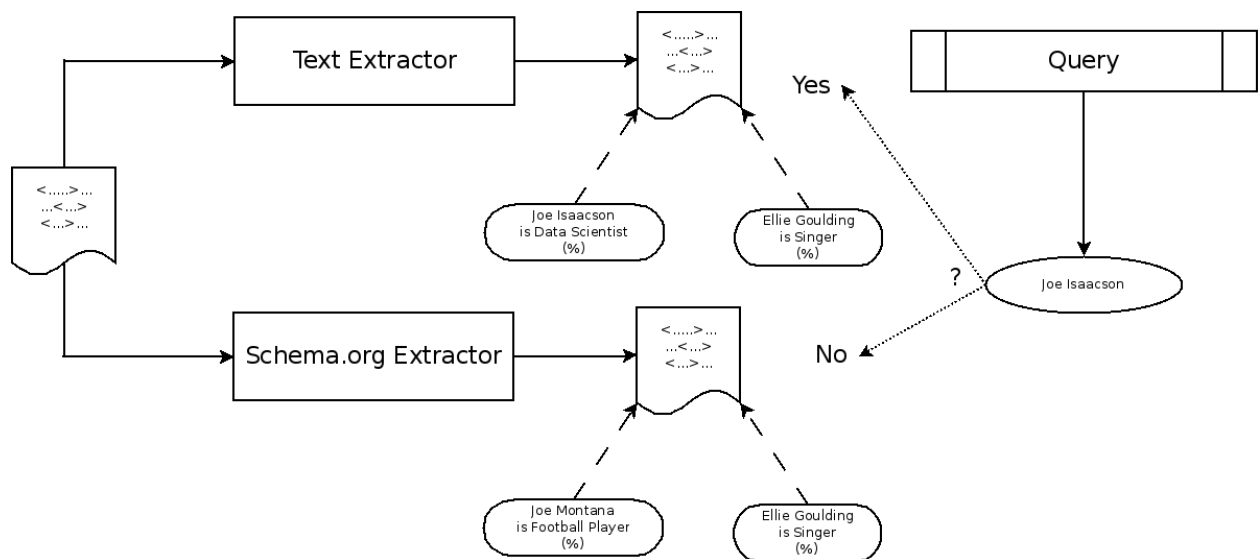 Text Extractor
<.....>...
...<...>
<...>...
Yes
Query
<.....>...
...<...>
<...>...
Joe Isaacson
is Data Scientist
(%)
Ellie Goulding
is Singer
(%)
?
Joe Isaacson
Schema.org Extractor
<.....>...
...<...>
<...>...
No
Joe Montana
is Football Player
(%)
Ellie Goulding
is Singer
(%)